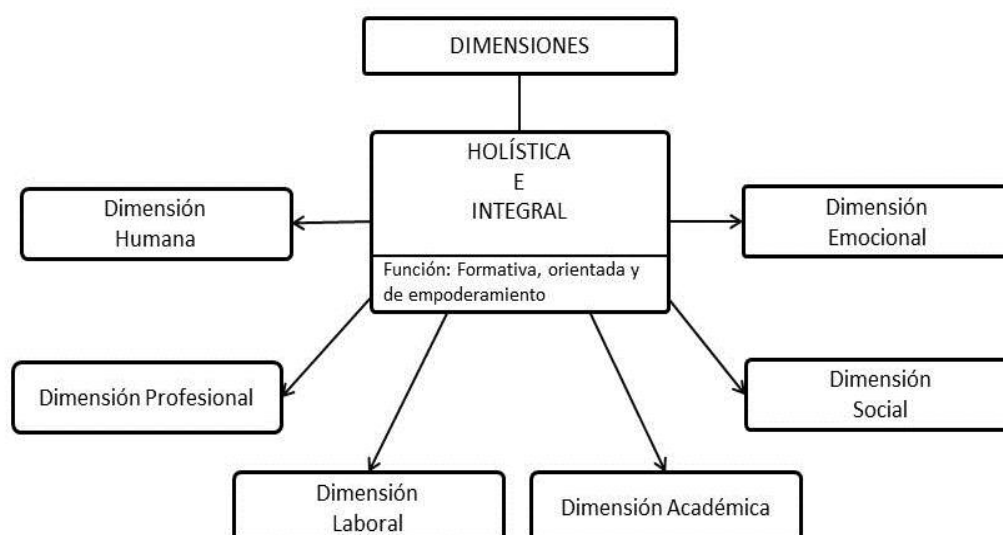 DIMENSIONES
HOLÍSTICA
E
INTEGRAL
Función: Formativa, orientada y
de empoderamiento
Dimensión
Humana
Dimensión
Emocional
Dimensión Profesional
Dimensión
Social
Dimensión
Laboral
Dimensión Académica